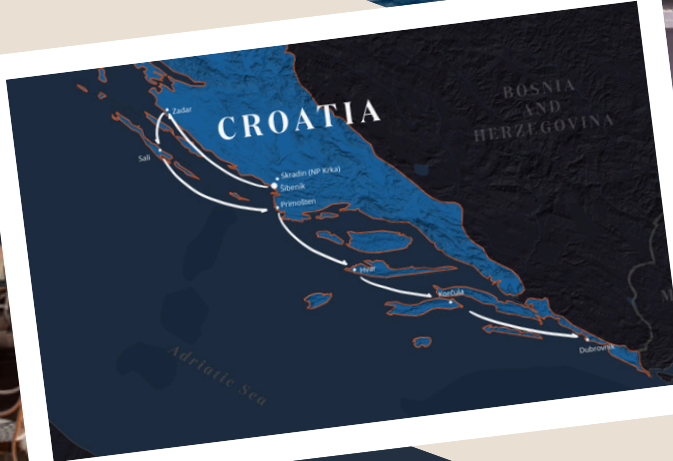 BOSNIA
AND
HERZEGOVINA
CROATIA
Zadar
Sali
Skradin (NP Krka)
Šibenik
Primošten
Hvar
Korčula
Dubrovnik
Adriatic Sea
M